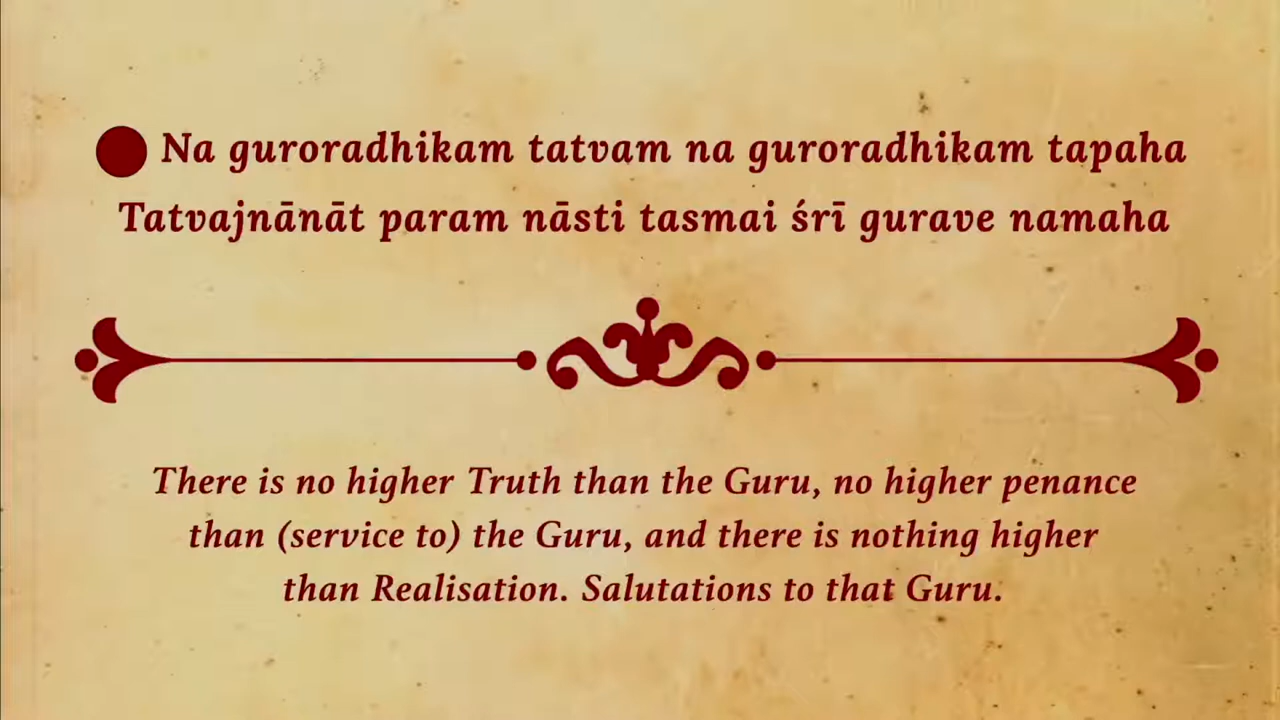 Na guroradhikam tatvam na guroradhikam tapaha
Tatvajnānāt param nāsti tasmai śrī gurave namaha
There is no higher Truth than the Guru, no higher penance
than (service to) the Guru, and there is nothing higher
than Realisation. Salutations to that Guru.